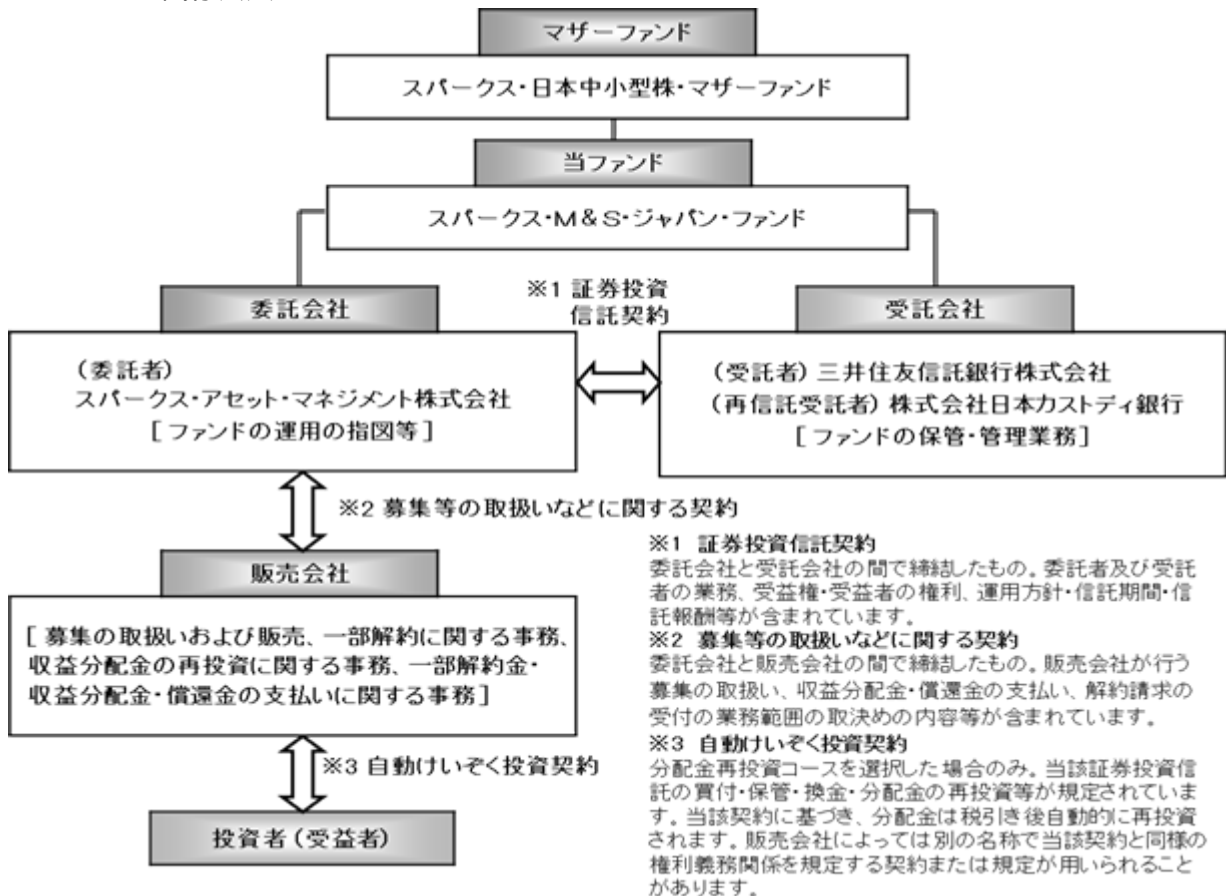 マザーファンド
スパークス・日本中小型株・マザーファンド
当ファンド
スパークス・M&S・ジャパン・ファンド
委託会社
※1 証券投資
信託契約
受託会社
(委託者)
スパークス・アセット・マネジメント株式会社
[ファンドの運用の指図等]
(受託者) 三井住友信託銀行株式会社
(再信託受託者) 株式会社日本カストディ銀行
[ファンドの保管・管理業務]
※2 募集等の取扱いなどに関する契約
販売会社
[ 募集の取扱いおよび販売、一部解約に関する事務、
収益分配金の再投資に関する事務、一部解約金・
収益分配金・償還金の支払いに関する事務]
※3 自動けいぞく投資契約
投資者(受益者)
※1 証券投資信託契約
委託会社と受託会社の間で締結したもの。委託者及び受託
者の業務、受益権・受益者の権利、運用方針・信託期間・信
託報酬等が含まれています。
※2 募集等の取扱いなどに関する契約
委託会社と販売会社の間で締結したもの。販売会社が行う
募集の取扱い、収益分配金・償還金の支払い、解約請求の
受付の業務範囲の取決めの内容等が含まれています。
※3 自動けいぞく投資契約
分配金再投資コースを選択した場合のみ。当該証券投資信
託の買付・保管・換金・分配金の再投資等が規定されていま
す。当該契約に基づき、分配金は税引き後自動的に再投資
されます。販売会社によっては別の名称で当該契約と同様の
権利義務関係を規定する契約または規定が用いられること
があります。